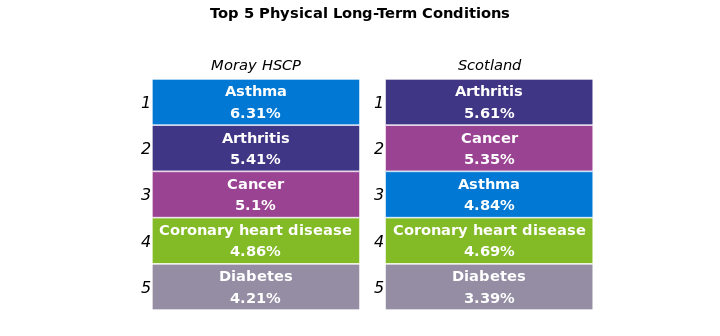 Top 5 Physical Long-Term Conditions
Moray HSCP
1
Asthma
6.31%
2
Arthritis
5.41%
3
Cancer
5.1%
4
Coronary heart disease
4.86%
5
Diabetes
4.21%
Scotland
1
Arthritis
5.61%
2
Cancer
5.35%
3
Asthma
4.84%
4
Coronary heart disease
4.69%
5
Diabetes
3.39%